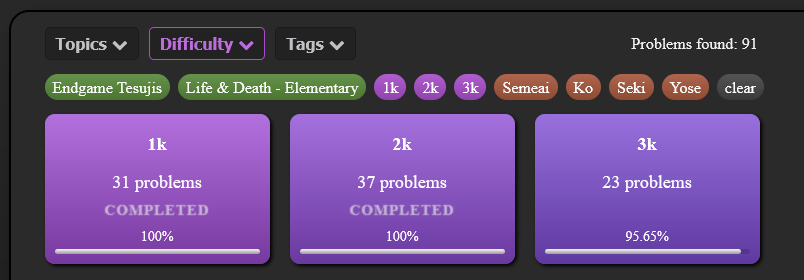 Topics Difficulty Tags Problems found: 91
Endgame Tesujis Life & Death - Elementary 1k 2k 3k Semeai Ko Seki Yose clear
1k 2k 3k
31 problems 37 problems 23 problems
COMPLETED COMPLETED
100% 100% 95.65%